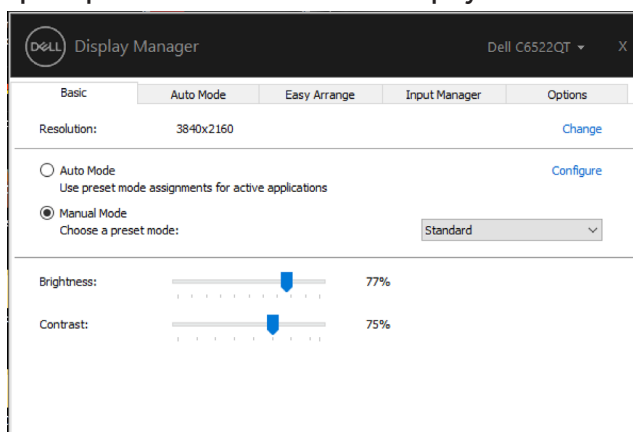 DELL Display Manager Dell C6522QT X
Basic Auto Mode Easy Arrange Input Manager Options
Resolution: 3840x2160 Change
Auto Mode Configure
Use preset mode assignments for active applications
Manual Mode
Choose a preset mode: Standard
Brightness: 77%
Contrast: 75%